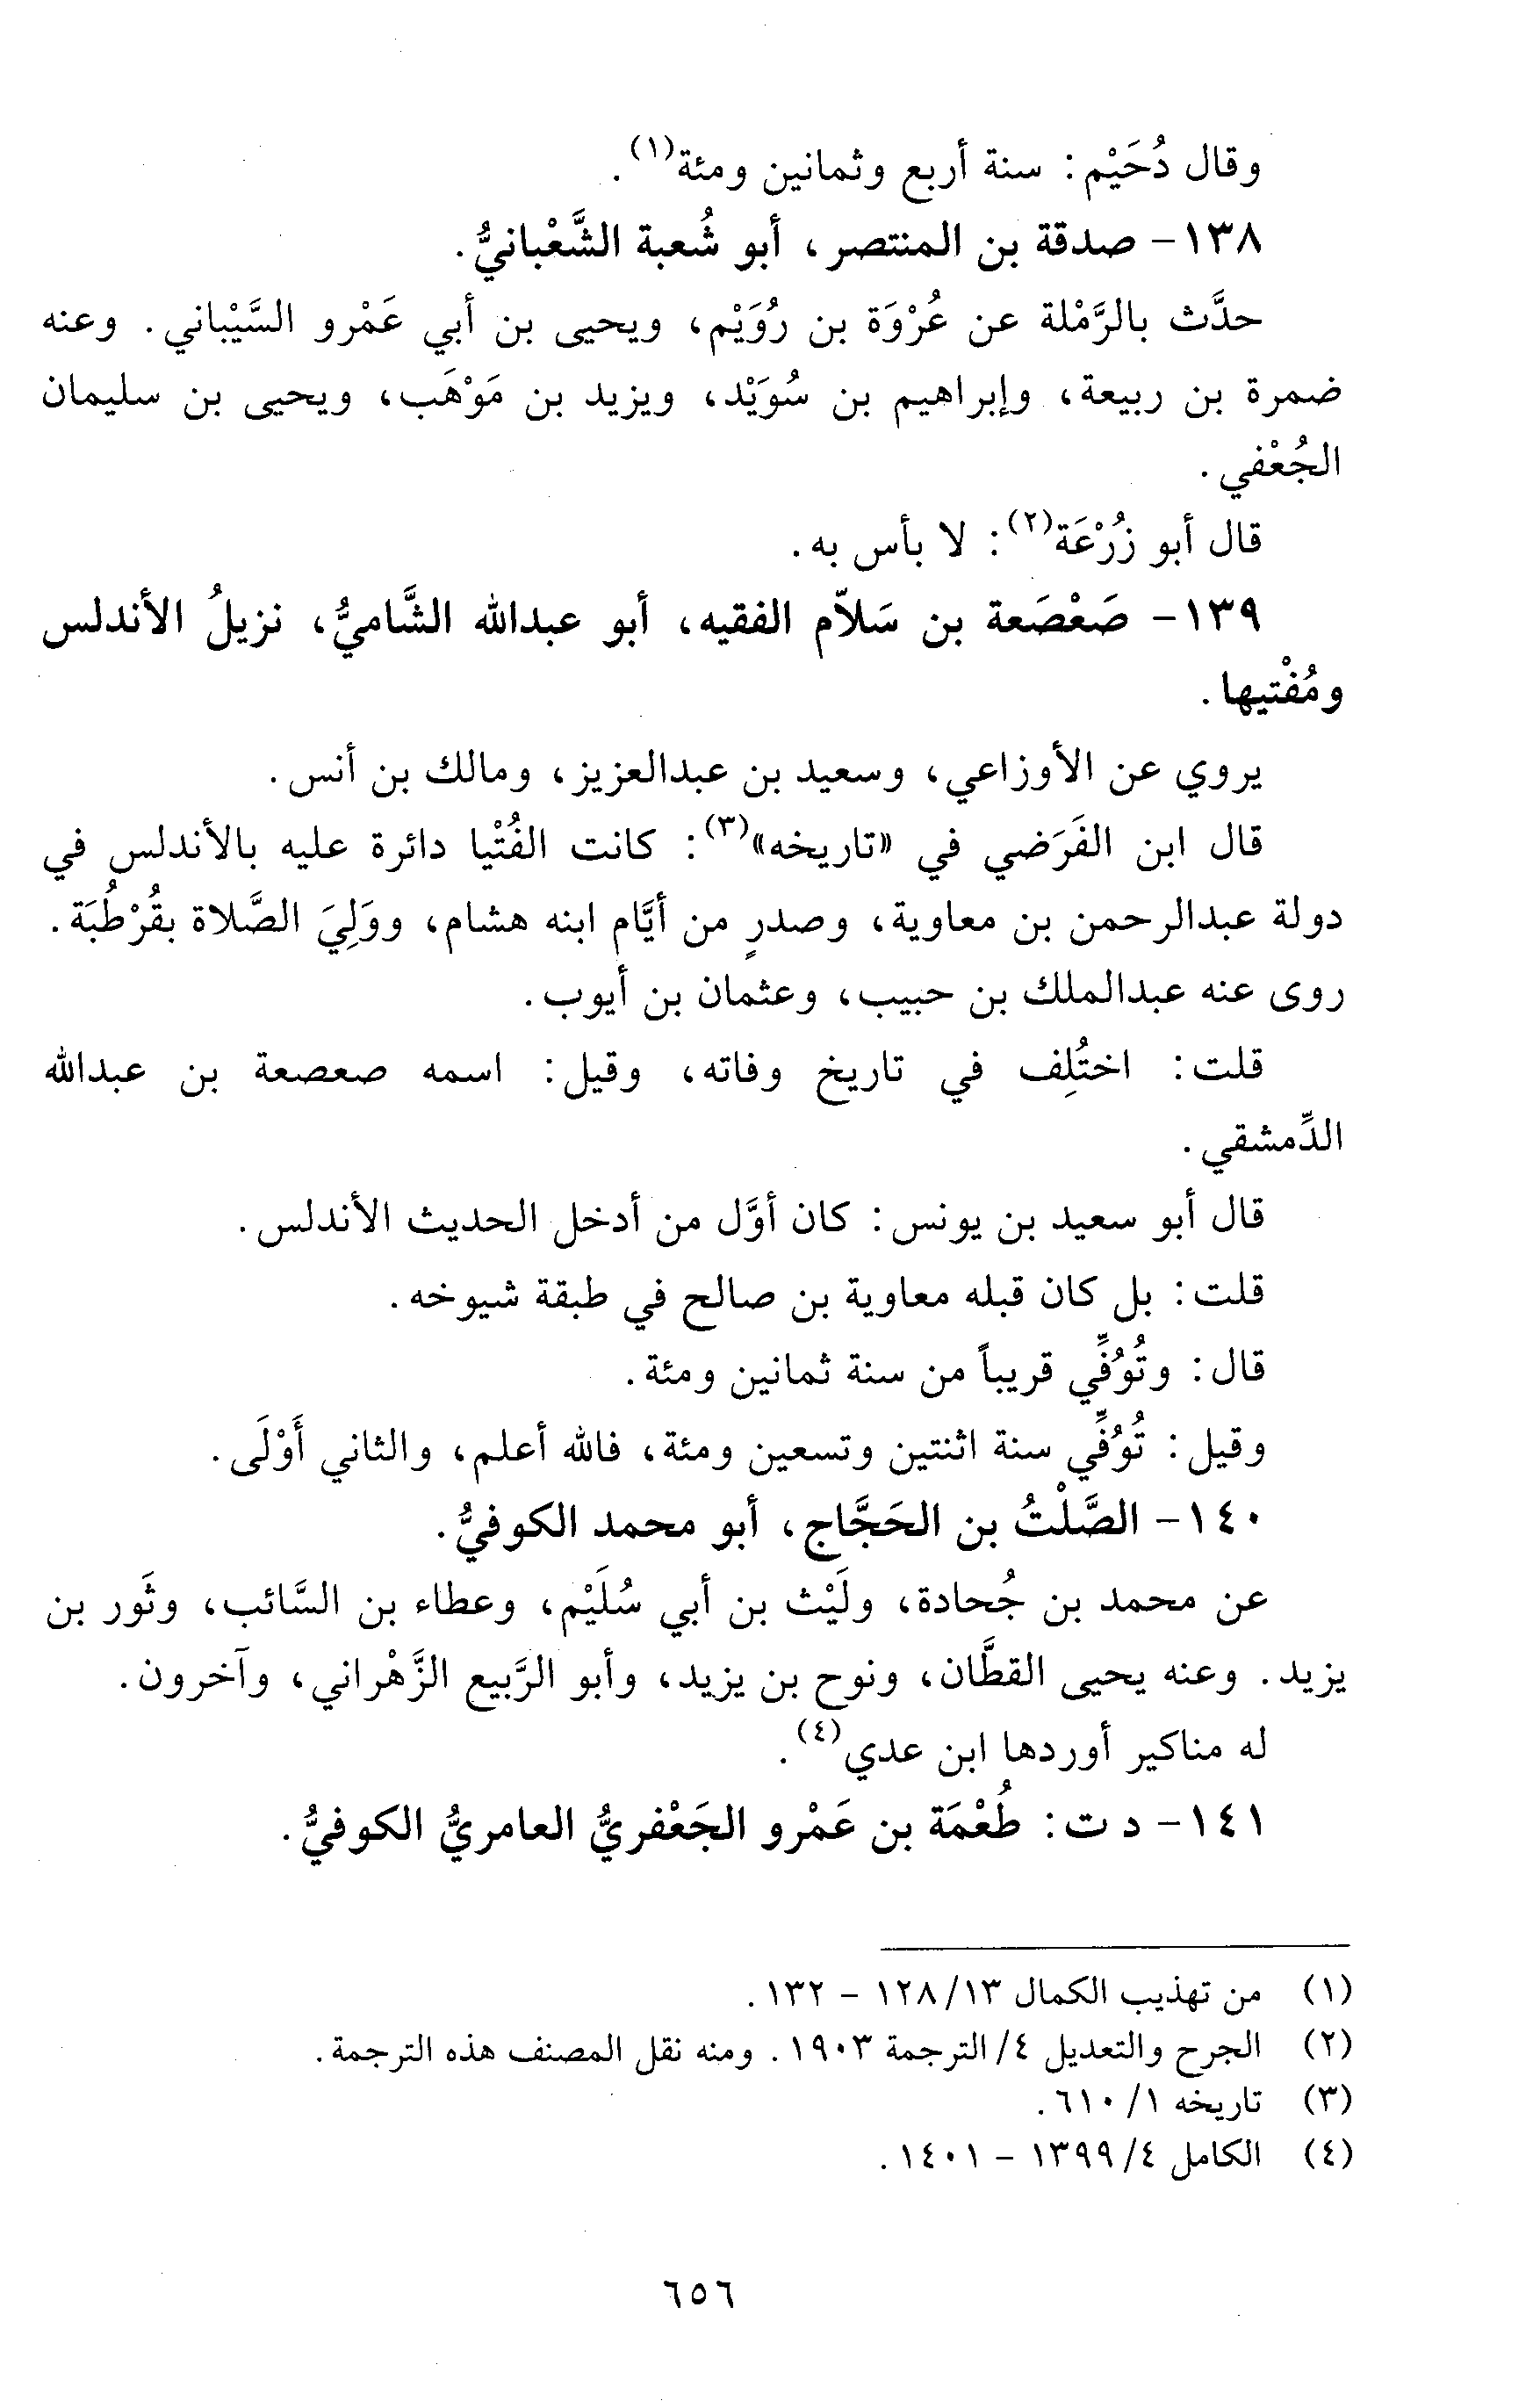 وقال دُحَيْم: سنة أربع وثمانين ومئة(١).
١٣٨- صدقة بن المنتصر، أبو شُعبة الشَّعْبانيُّ.
حدَّث بالرَّمْلة عن عُرْوَة بن رُوَيْم، ويحيى بن أبي عَمْرو السَّيْباني. وعنه
ضمرة بن ربيعة، وإبراهيم بن سُوَيْد، ويزيد بن مَوْهَب، ويحيى بن سليمان
الجُعْفي.
قال أبو زُرْعَة(٢): لا بأس به.
١٣٩- صَعْصَعة بن سَلاّم الفقيه، أبو عبدالله الشَّاميُّ، نزيلُ الأندلس
ومُفْتيها.
يروي عن الأوزاعي، وسعيد بن عبدالعزيز، ومالك بن أنس.
قال ابن الفَرَضي في «تاريخه»(٣): كانت الفُتْيا دائرة عليه بالأندلس في
دولة عبدالرحمن بن معاوية، وصدرٍ من أيَّام ابنه هشام، ووَلِيَ الصَّلاة بقُرْطُبَة.
روى عنه عبدالملك بن حبيب، وعثمان بن أيوب.
قلت: اختُلِف في تاريخ وفاته، وقيل: اسمه صعصعة بن عبدالله
الدِّمشقي.
قال أبو سعيد بن يونس: كان أوَّل من أدخل الحديث الأندلس.
قلت: بل كان قبله معاوية بن صالح في طبقة شيوخه.
قال: وتُوُفِّي قريباً من سنة ثمانين ومئة.
وقيل: تُوُفِّي سنة اثنتين وتسعين ومئة، فالله أعلم، والثاني أَوْلَى.
١٤٠- الصَّلْتُ بن الحَجَّاج، أبو محمد الكوفيُّ.
عن محمد بن جُحادة، ولَيْث بن أبي سُلَيْم، وعطاء بن السَّائب، وثَور بن
يزيد. وعنه يحيى القطَّان، ونوح بن يزيد، وأبو الرَّبيع الزَّهْراني، وآخرون.
له مناكير أوردها ابن عدي(٤).
١٤١- د ت: طُعْمَة بن عَمْرو الجَعْفريُّ العامريُّ الكوفيُّ.
(١) من تهذيب الكمال ١٣/ ١٢٨ - ١٣٢.
(٢) الجرح والتعديل ٤/ الترجمة ١٩٠٣. ومنه نقل المصنف هذه الترجمة.
(٣) تاريخه ١/ ٦١٠.
(٤) الكامل ٤/ ١٣٩٩ - ١٤٠١.
٦٥٦